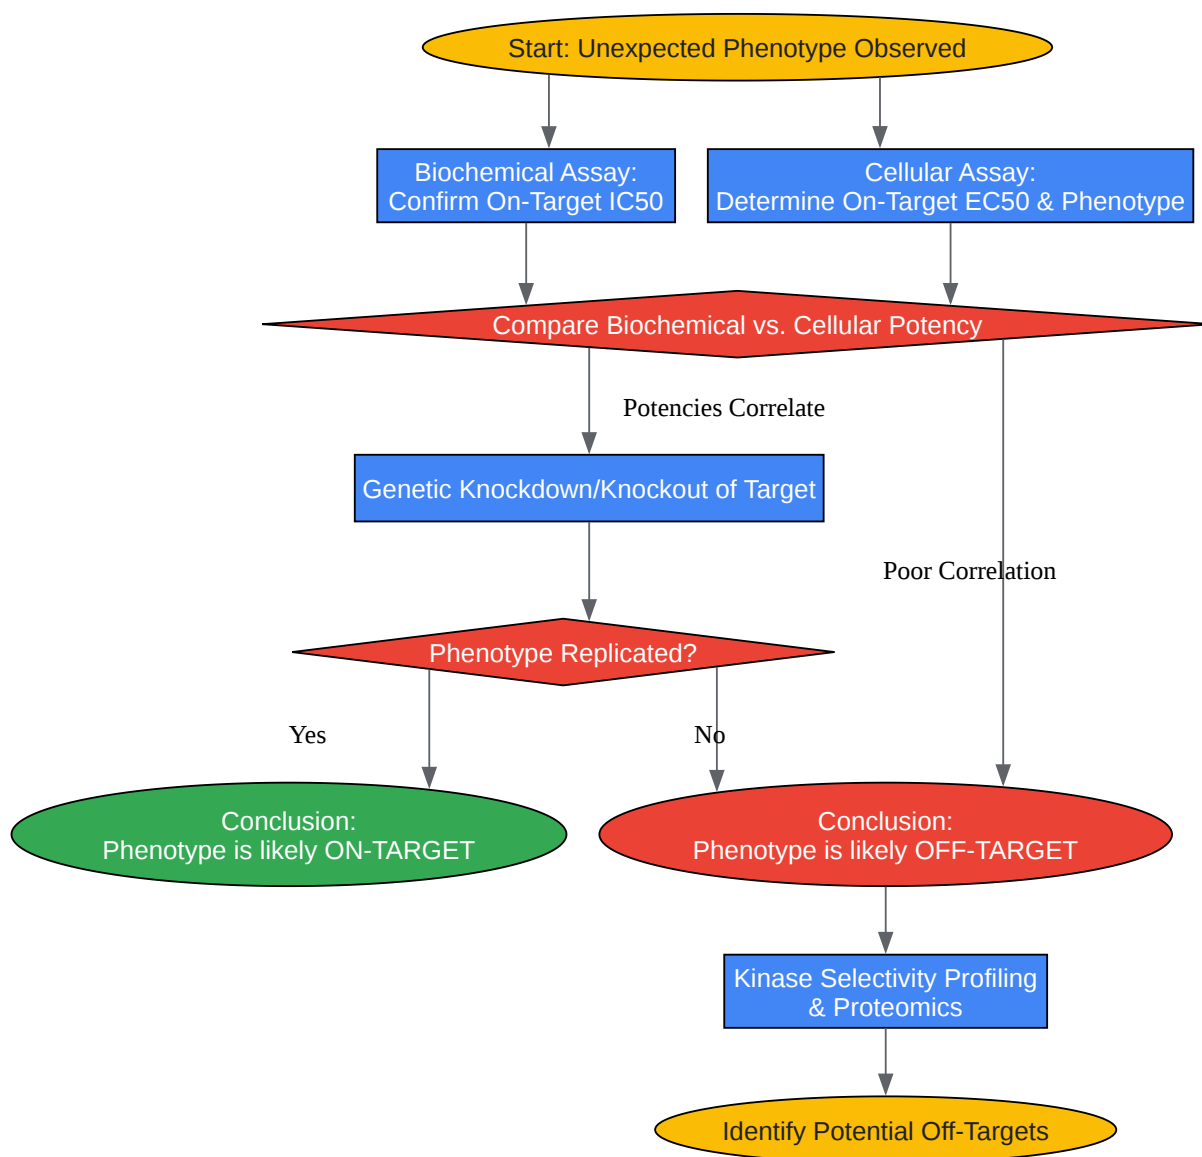 Start: Unexpected Phenotype Observed
Biochemical Assay:
Confirm On-Target IC50
Cellular Assay:
Determine On-Target EC50 & Phenotype
Compare Biochemical vs. Cellular Potency
Potencies Correlate
Genetic Knockdown/Knockout of Target
Poor Correlation
Phenotype Replicated?
Yes
No
Conclusion:
Phenotype is likely ON-TARGET
Conclusion:
Phenotype is likely OFF-TARGET
Kinase Selectivity Profiling
& Proteomics
Identify Potential Off-Targets